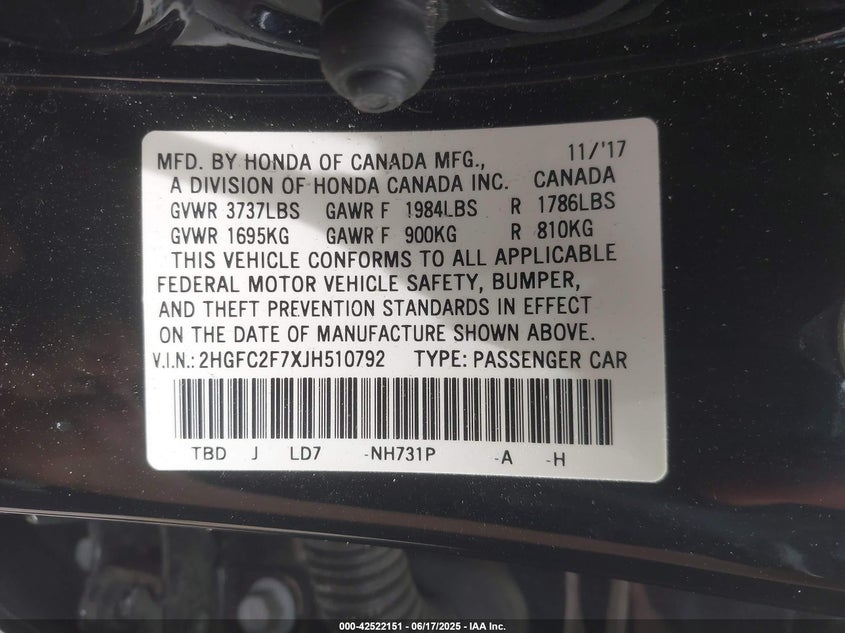 MFD. BY HONDA OF CANADA MFG., 11/'17
A DIVISION OF HONDA CANADA INC. CANADA
GVWR 3737LBS GAWR F 1984LBS R 1786LBS
GVWR 1695KG GAWR F 900KG R 810KG
THIS VEHICLE CONFORMS TO ALL APPLICABLE
FEDERAL MOTOR VEHICLE SAFETY, BUMPER,
AND THEFT PREVENTION STANDARDS IN EFFECT
ON THE DATE OF MANUFACTURE SHOWN ABOVE.
V.I.N.: 2HGFC2F7XJH510792 TYPE: PASSENGER CAR
TBD J LD7 -NH731P -A -H
000-42522151 - 06/17/2025 - IAA Inc.